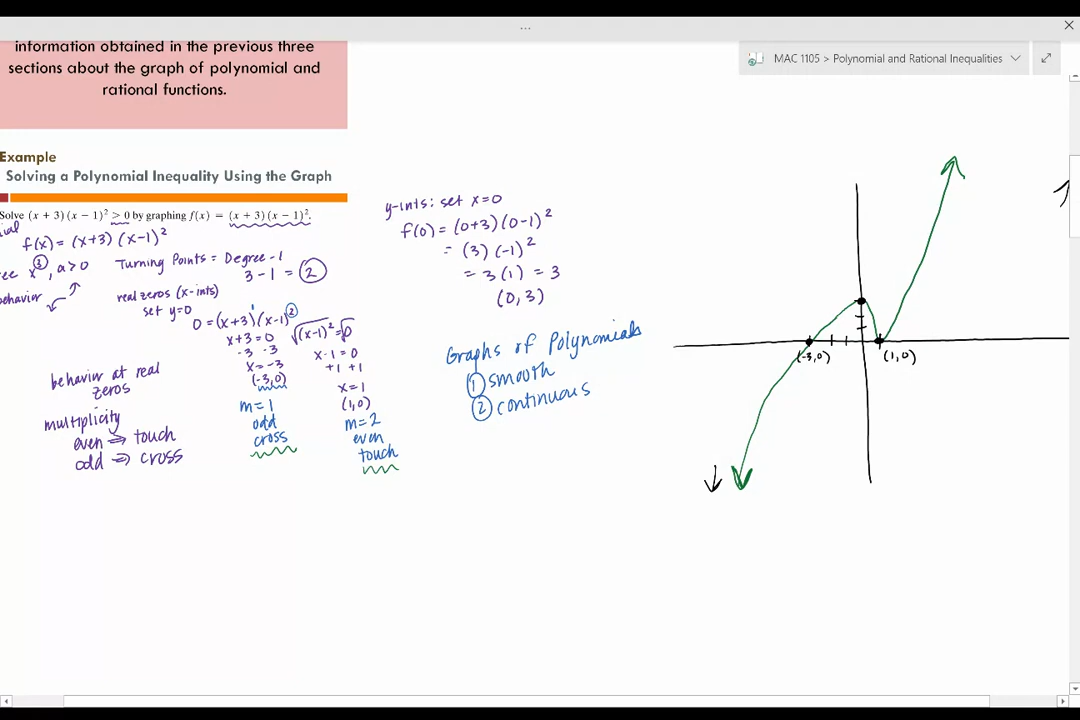 information obtained in the previous three
sections about the graph of polynomial and
rational functions.
MAC 1105 > Polynomial and Rational Inequalities
Example
Solving a Polynomial Inequality Using the Graph
Solve (x + 3)(x − 1)² > 0 by graphing f(x) = (x + 3)(x − 1)².
f(x) = (x+3)(x-1)²
x³, a>0
behavior
Turning Points = Degree -1
3 - 1 = 2
real zeros (x-ints)
set y=0
0 = (x+3)¹(x-1)²
x+3=0
-3 -3
x=-3
(-3,0)
m=1
odd
cross
√(x-1)² = √0
x-1=0
+1 +1
x=1
(1,0)
m=2
even
touch
behavior at real
zeros
multiplicity
even ⇒ touch
odd ⇒ cross
y-ints: set x=0
f(0) = (0+3)(0-1)²
= (3)(-1)²
= 3(1) = 3
(0,3)
Graphs of Polynomials
① smooth
② continuous
(-3,0)
(1,0)